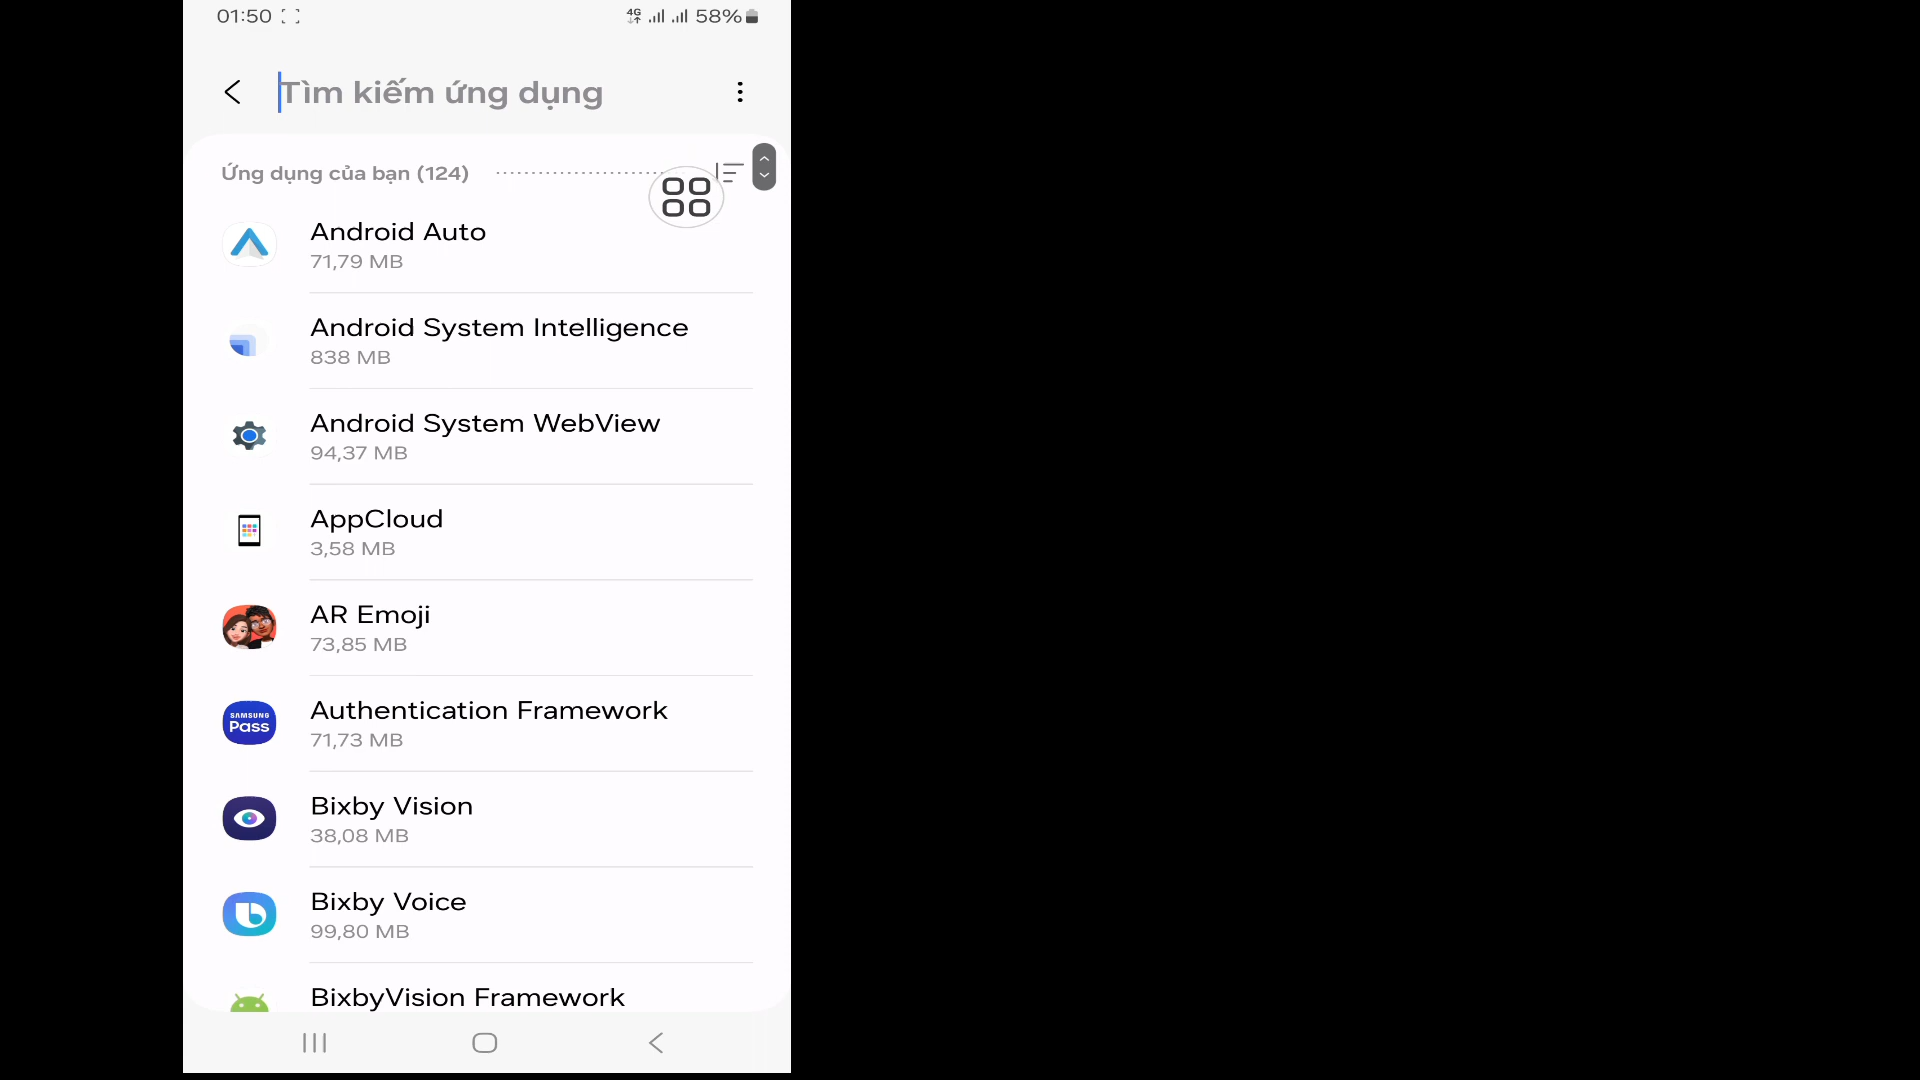 01:50
4G
58%
Tìm kiếm ứng dụng
Ứng dụng của bạn (124)
Android Auto
71,79 MB
Android System Intelligence
838 MB
Android System WebView
94,37 MB
AppCloud
3,58 MB
AR Emoji
73,85 MB
SAMSUNG
Pass
Authentication Framework
71,73 MB
Bixby Vision
38,08 MB
Bixby Voice
99,80 MB
BixbyVision Framework